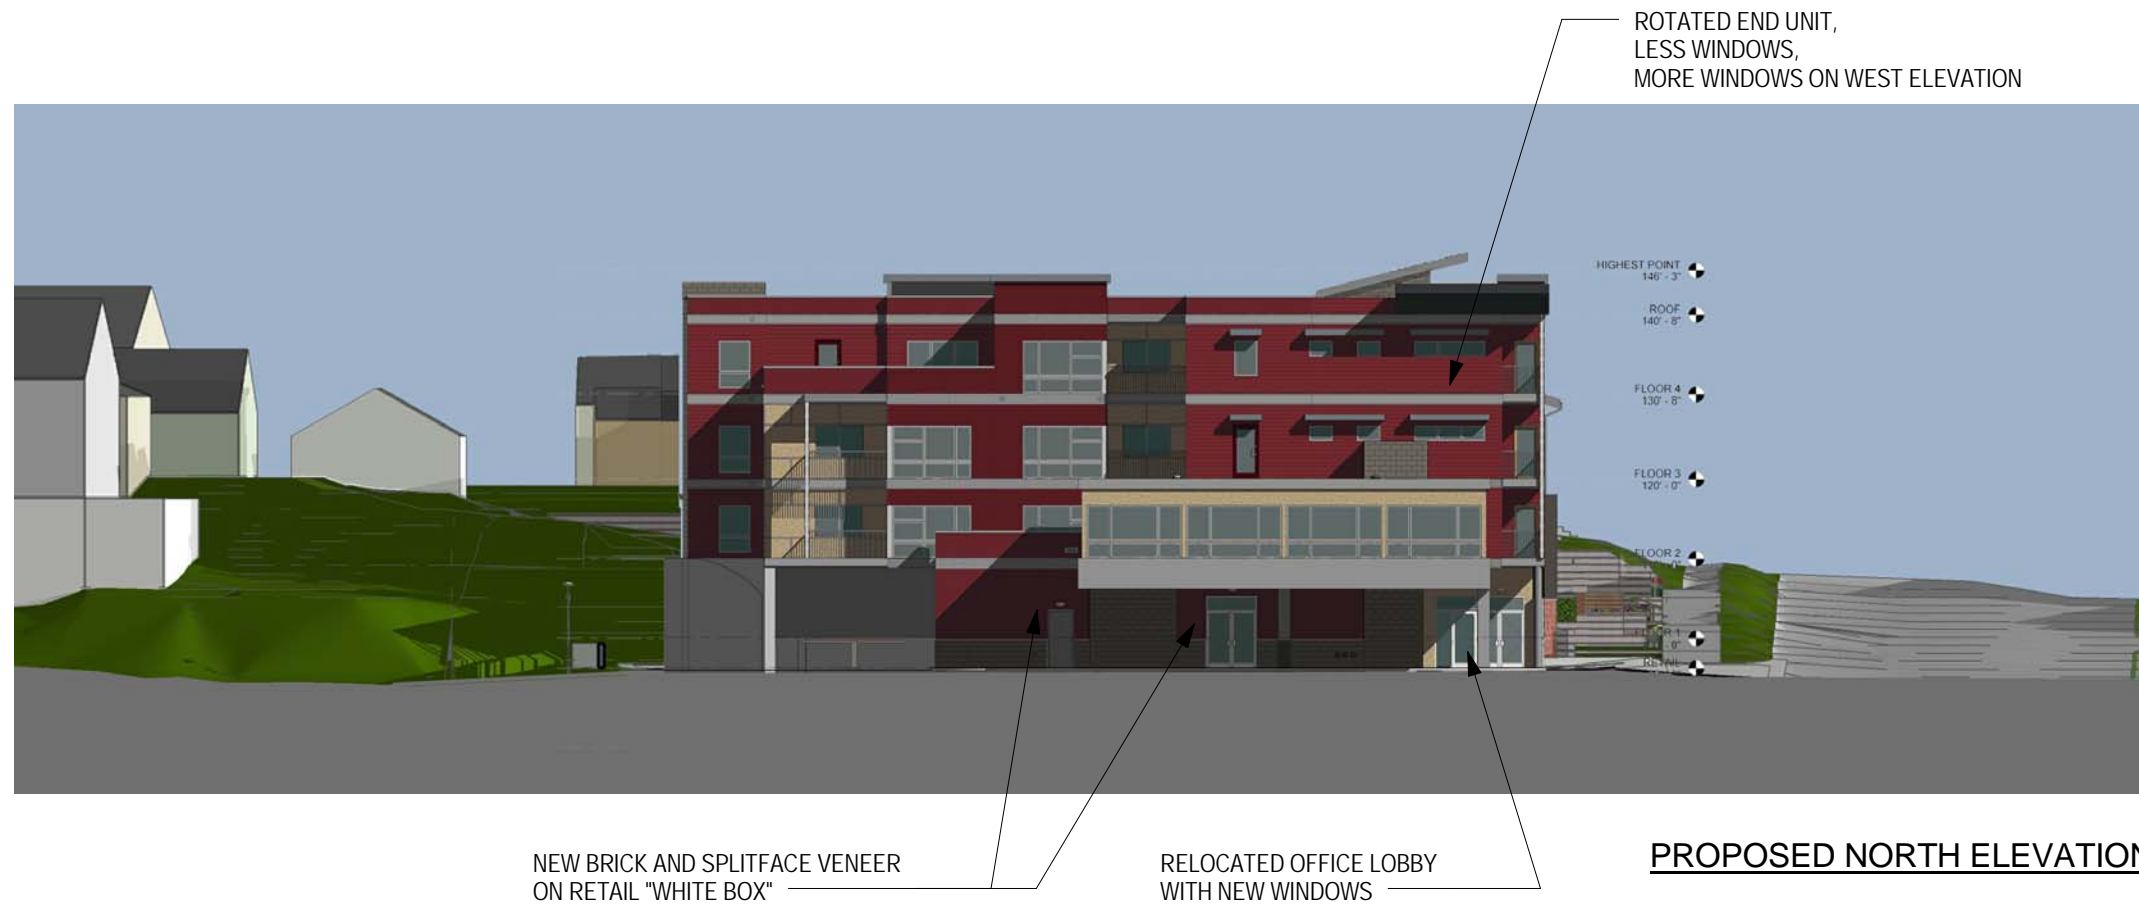 ROTATED END UNIT,
LESS WINDOWS,
MORE WINDOWS ON WEST ELEVATION
HIGHEST POINT
146' - 3"
ROOF
140' - 8"
FLOOR 4
130' - 8"
FLOOR 3
120' - 0"
FLOOR 2
FLOOR 1
RETAIL
NEW BRICK AND SPLITFACE VENEER
ON RETAIL "WHITE BOX"
RELOCATED OFFICE LOBBY
WITH NEW WINDOWS
PROPOSED NORTH ELEVATION